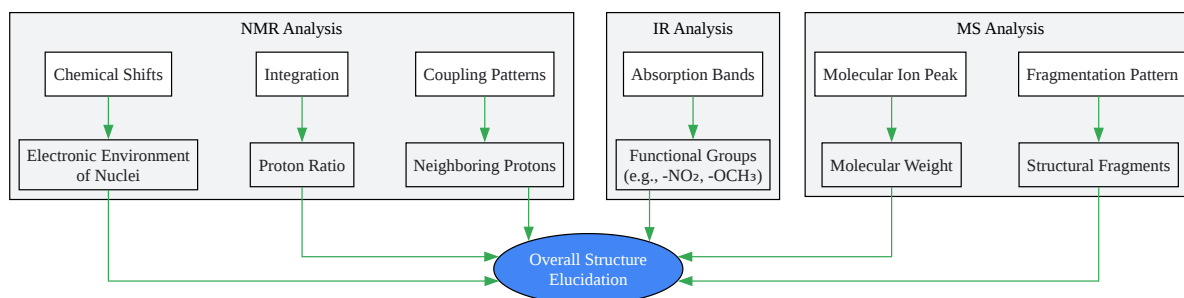 NMR Analysis
IR Analysis
MS Analysis
Chemical Shifts
Integration
Coupling Patterns
Absorption Bands
Molecular Ion Peak
Fragmentation Pattern
Electronic Environment
of Nuclei
Proton Ratio
Neighboring Protons
Functional Groups
(e.g., -NO₂, -OCH₃)
Molecular Weight
Structural Fragments
Overall Structure
Elucidation